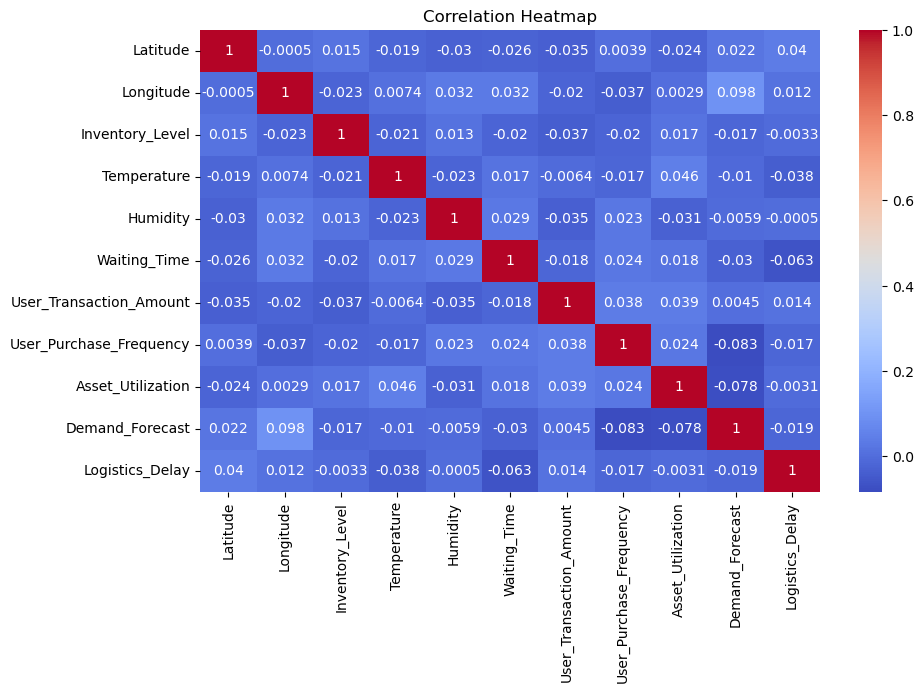 Correlation Heatmap
Latitude 1 -0.0005 0.015 -0.019 -0.03 -0.026 -0.035 0.0039 -0.024 0.022 0.04
Longitude -0.0005 1 -0.023 0.0074 0.032 0.032 -0.02 -0.037 0.0029 0.098 0.012
Inventory_Level 0.015 -0.023 1 -0.021 0.013 -0.02 -0.037 -0.02 0.017 -0.017 -0.0033
Temperature -0.019 0.0074 -0.021 1 -0.023 0.017 -0.0064 -0.017 0.046 -0.01 -0.038
Humidity -0.03 0.032 0.013 -0.023 1 0.029 -0.035 0.023 -0.031 -0.0059 -0.0005
Waiting_Time -0.026 0.032 -0.02 0.017 0.029 1 -0.018 0.024 0.018 -0.03 -0.063
User_Transaction_Amount -0.035 -0.02 -0.037 -0.0064 -0.035 -0.018 1 0.038 0.039 0.0045 0.014
User_Purchase_Frequency 0.0039 -0.037 -0.02 -0.017 0.023 0.024 0.038 1 0.024 -0.083 -0.017
Asset_Utilization -0.024 0.0029 0.017 0.046 -0.031 0.018 0.039 0.024 1 -0.078 -0.0031
Demand_Forecast 0.022 0.098 -0.017 -0.01 -0.0059 -0.03 0.0045 -0.083 -0.078 1 -0.019
Logistics_Delay 0.04 0.012 -0.0033 -0.038 -0.0005 -0.063 0.014 -0.017 -0.0031 -0.019 1
Latitude
Longitude
Inventory_Level
Temperature
Humidity
Waiting_Time
User_Transaction_Amount
User_Purchase_Frequency
Asset_Utilization
Demand_Forecast
Logistics_Delay
1.0
0.8
0.6
0.4
0.2
0.0